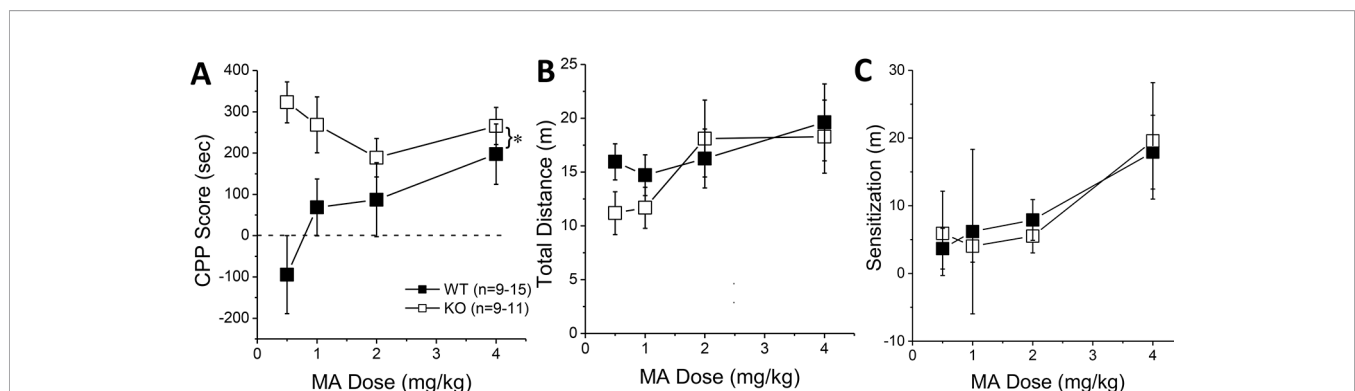 A
400
300
200
100
0
-100
-200
CPP Score (sec)
*
WT (n=9-15)
KO (n=9-11)
0 1 2 3 4
MA Dose (mg/kg)
B
25
20
15
10
5
0
Total Distance (m)
0 1 2 3 4
MA Dose (mg/kg)
C
30
20
10
0
-10
Sensitization (m)
0 1 2 3 4
MA Dose (mg/kg)